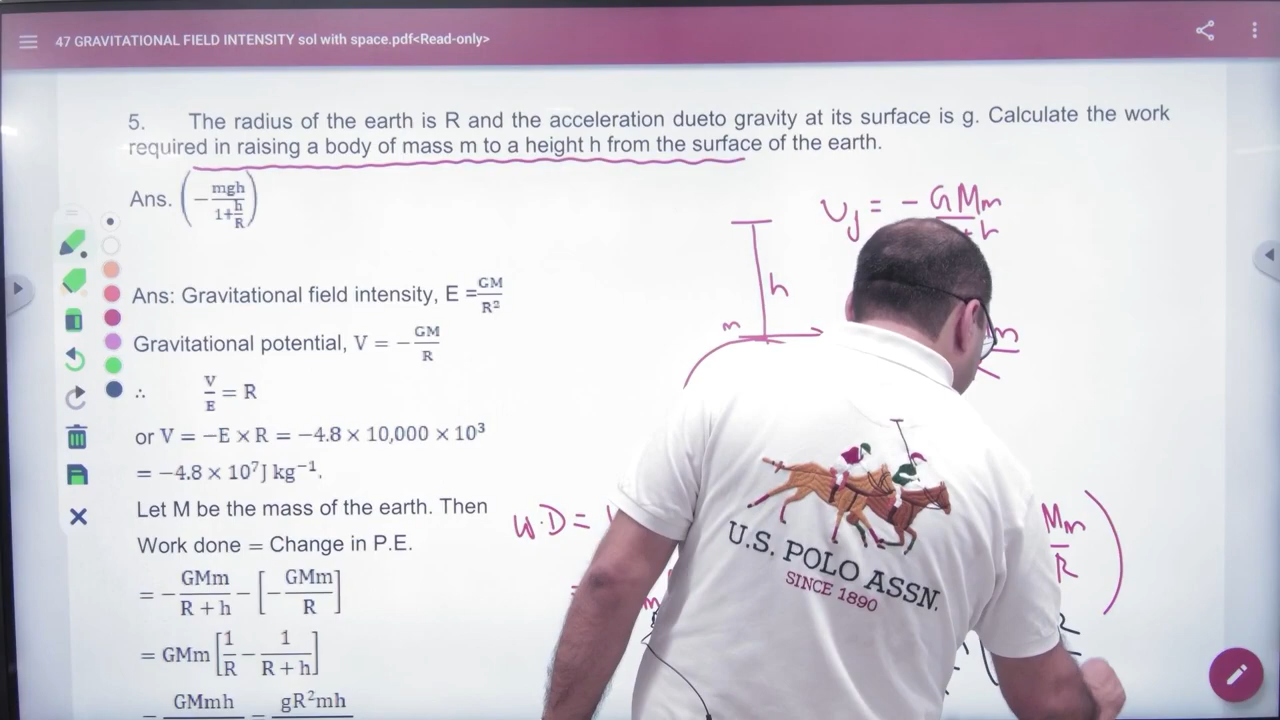 47 GRAVITATIONAL FIELD INTENSITY sol with space.pdf<Read-only>
5. The radius of the earth is R and the acceleration dueto gravity at its surface is g. Calculate the work
required in raising a body of mass m to a height h from the surface of the earth.
Ans. (−mgh/(1+h/R))
Ans: Gravitational field intensity, E =GM/R²
Gravitational potential, V = −GM/R
∴ V/E = R
or V = −E × R = −4.8 × 10,000 × 10³
= −4.8 × 10⁷J kg⁻¹.
Let M be the mass of the earth. Then
Work done = Change in P.E.
= −GMm/(R + h) − [−GMm/R]
= GMm [1/R − 1/(R + h)]
GMmh = gR²mh
= − GMm
+h
h
m
m
W.D =
Mm/R )
U.S. POLO ASSN.
SINCE 1890